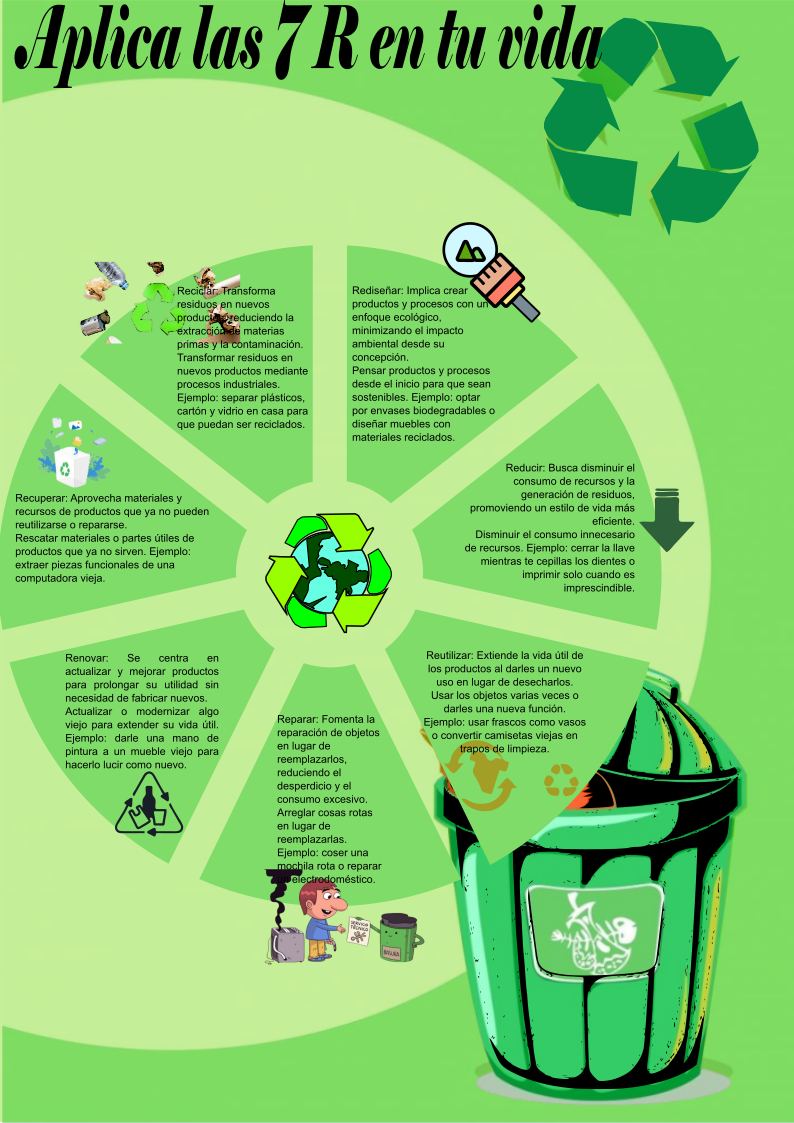 Aplica las 7 R en tu vida
Reciclar: Transforma
residuos en nuevos
productos, reduciendo la
extracción de materias
primas y la contaminación.
Transformar residuos en
nuevos productos mediante
procesos industriales.
Ejemplo: separar plásticos,
cartón y vidrio en casa para
que puedan ser reciclados.
Rediseñar: Implica crear
productos y procesos con un
enfoque ecológico,
minimizando el impacto
ambiental desde su
concepción.
Pensar productos y procesos
desde el inicio para que sean
sostenibles. Ejemplo: optar
por envases biodegradables o
diseñar muebles con
materiales reciclados.
Reducir: Busca disminuir el
consumo de recursos y la
generación de residuos,
promoviendo un estilo de vida más
eficiente.
Disminuir el consumo innecesario
de recursos. Ejemplo: cerrar la llave
mientras te cepillas los dientes o
imprimir solo cuando es
imprescindible.
Recuperar: Aprovecha materiales y
recursos de productos que ya no pueden
reutilizarse o repararse.
Rescatar materiales o partes útiles de
productos que ya no sirven. Ejemplo:
extraer piezas funcionales de una
computadora vieja.
Renovar: Se centra en
actualizar y mejorar productos
para prolongar su utilidad sin
necesidad de fabricar nuevos.
Actualizar o modernizar algo
viejo para extender su vida útil.
Ejemplo: darle una mano de
pintura a un mueble viejo para
hacerlo lucir como nuevo.
Reparar: Fomenta la
reparación de objetos
en lugar de
reemplazarlos,
reduciendo el
desperdicio y el
consumo excesivo.
Arreglar cosas rotas
en lugar de
reemplazarlas.
Ejemplo: coser una
mochila rota o reparar
un electrodoméstico.
Reutilizar: Extiende la vida útil de
los productos al darles un nuevo
uso en lugar de desecharlos.
Usar los objetos varias veces o
darles una nueva función.
Ejemplo: usar frascos como vasos
o convertir camisetas viejas en
trapos de limpieza.
SERVICIO
TÉCNICO
BASURA